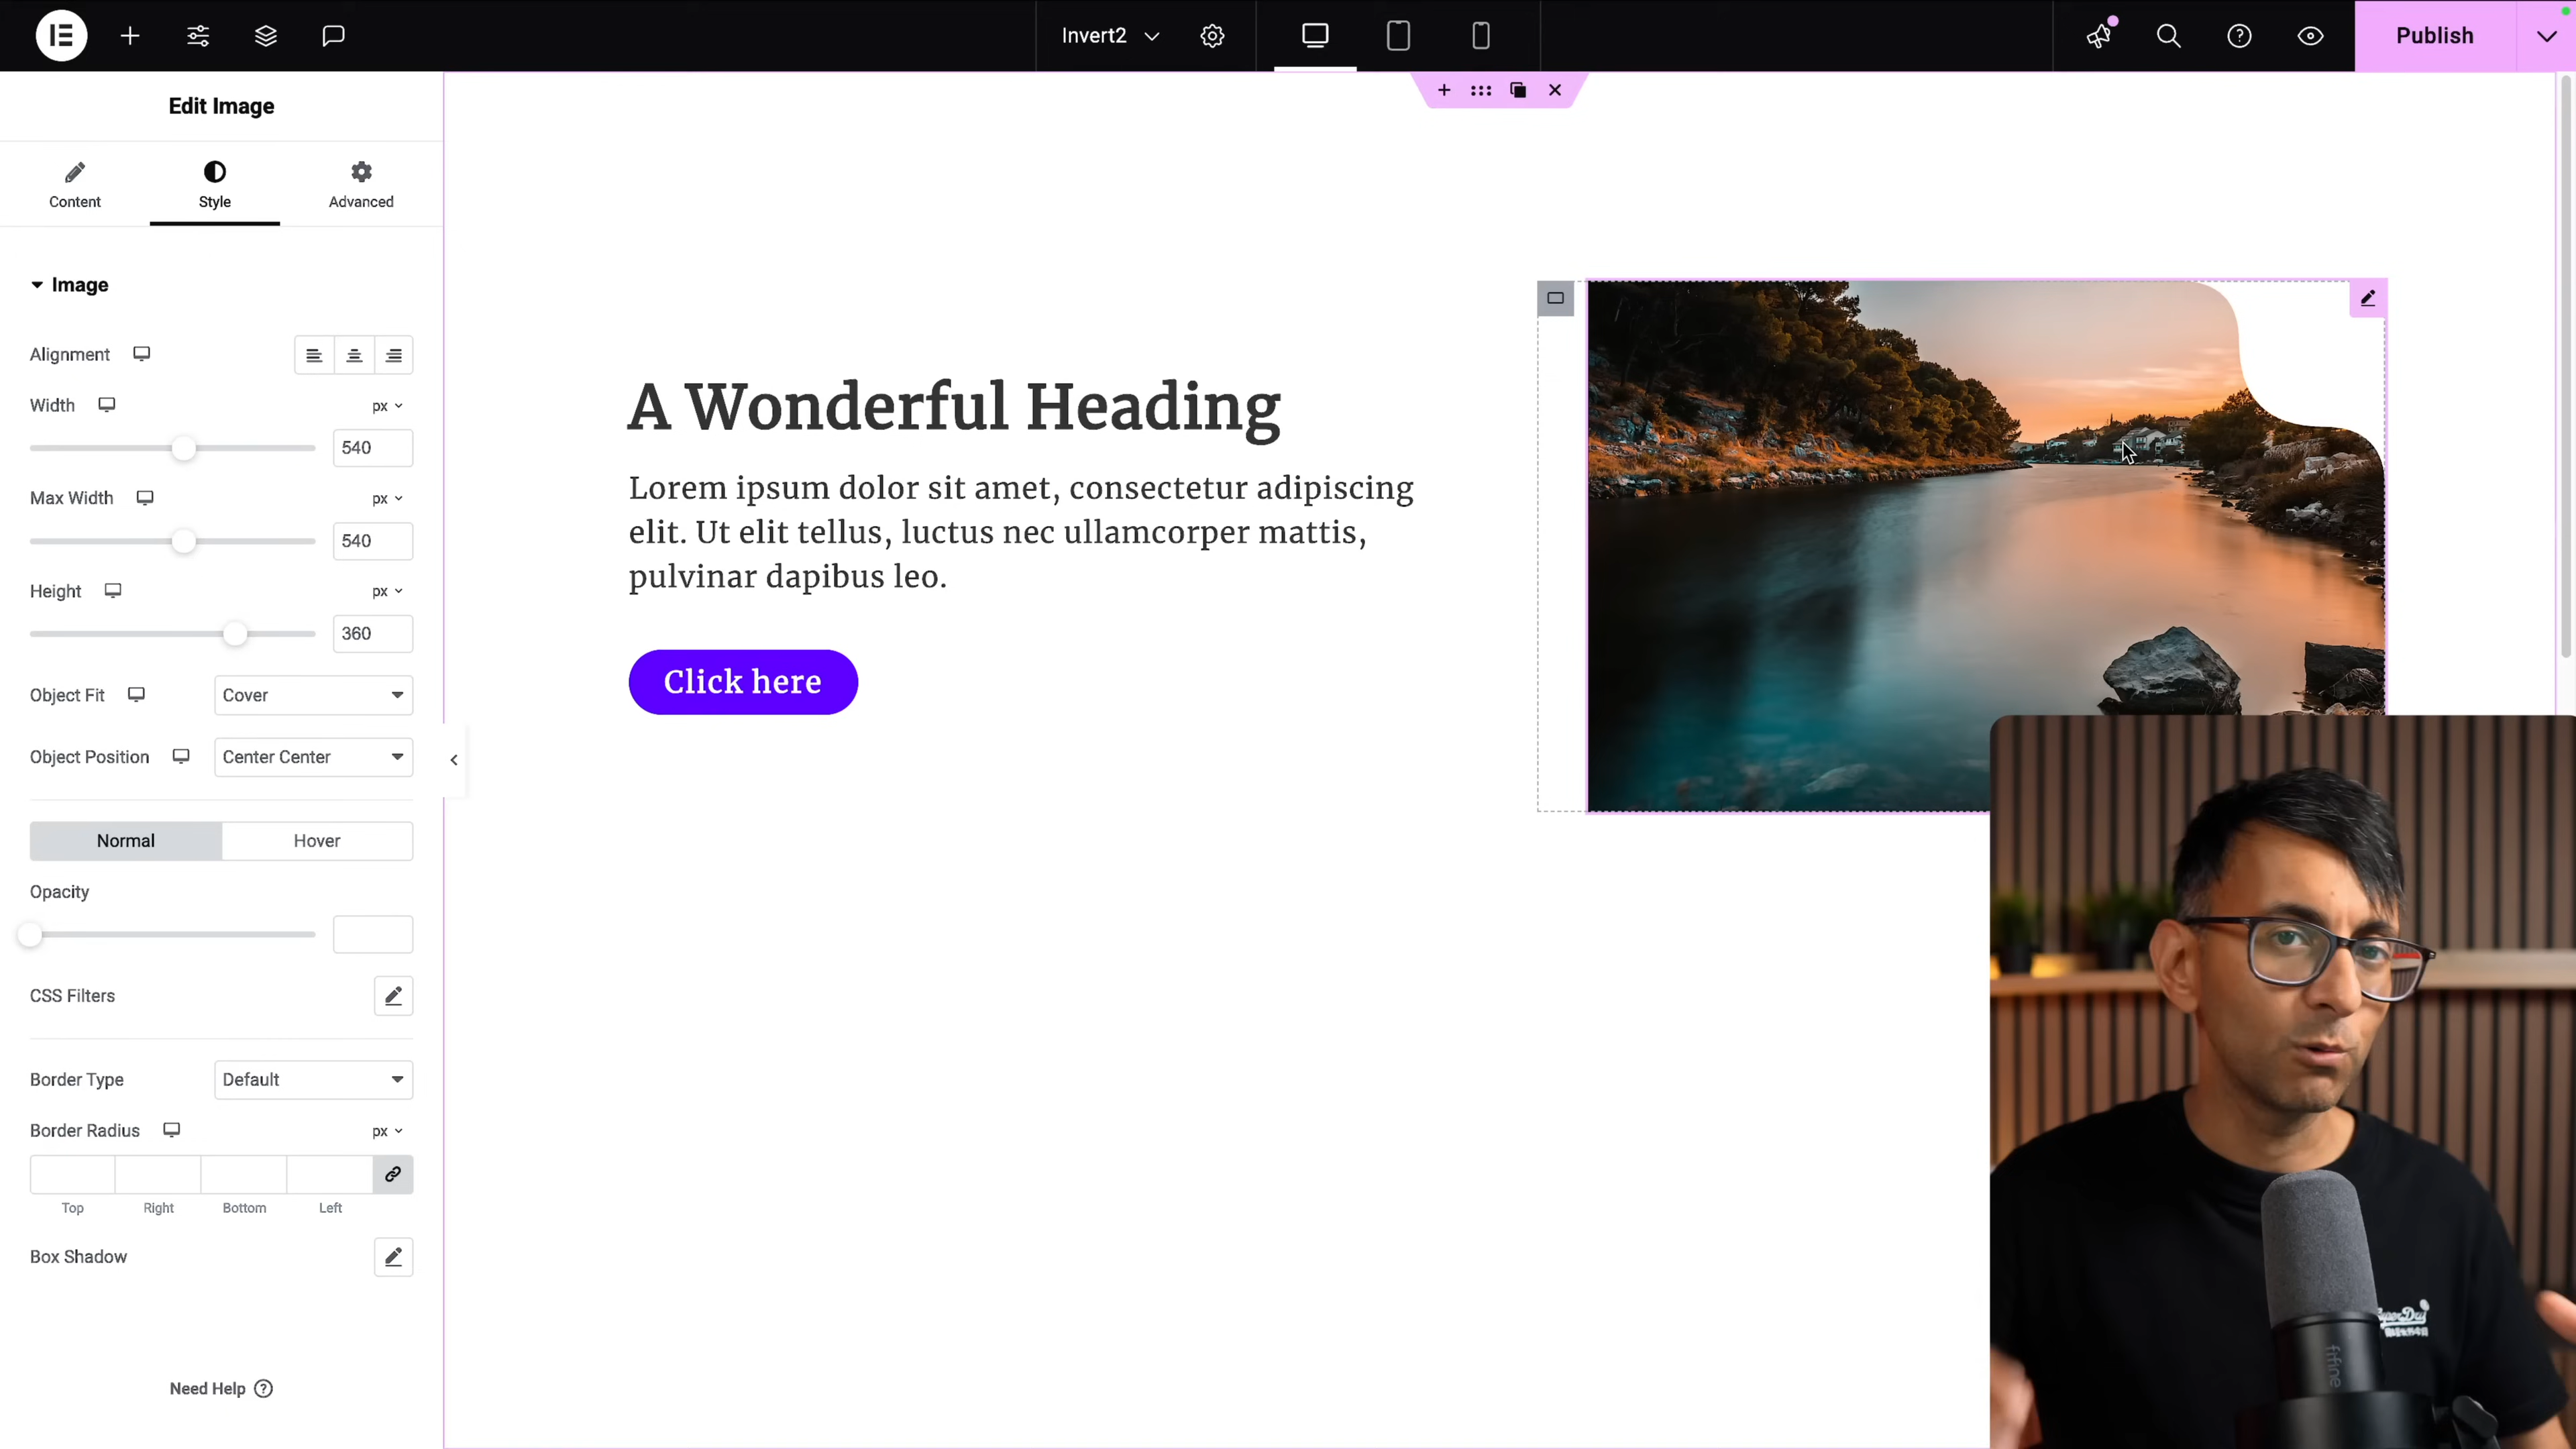 Invert2
Publish
Edit Image
Content
Style
Advanced
Image
Alignment
Width
px
540
Max Width
px
540
Height
px
360
Object Fit
Cover
Object Position
Center Center
Normal
Hover
Opacity
CSS Filters
Border Type
Default
Border Radius
px
Top
Right
Bottom
Left
Box Shadow
Need Help
A Wonderful Heading
Lorem ipsum dolor sit amet, consectetur adipiscing
elit. Ut elit tellus, luctus nec ullamcorper mattis,
pulvinar dapibus leo.
Click here
fifine